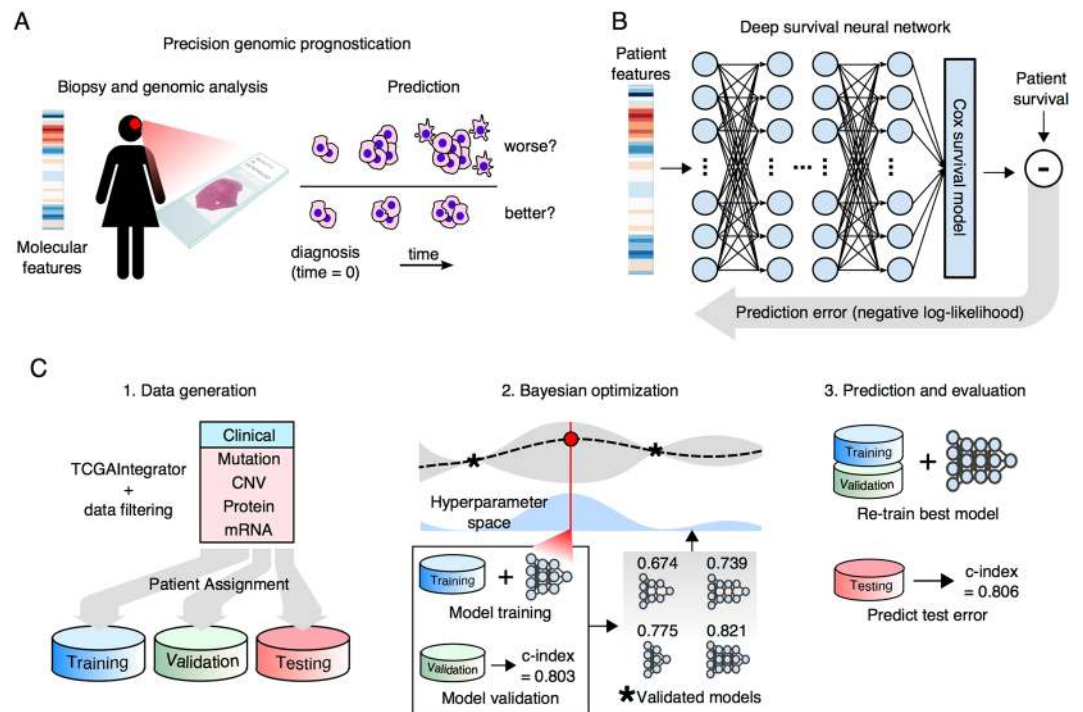 A
Precision genomic prognostication
Biopsy and genomic analysis
Prediction
worse?
better?
Molecular
features
diagnosis
(time = 0)
time
B
Deep survival neural network
Patient
features
Cox survival model
Patient
survival
-
Prediction error (negative log-likelihood)
C
1. Data generation
Clinical
Mutation
CNV
Protein
mRNA
TCGAIntegrator
+
data filtering
Patient Assignment
Training
Validation
Testing
2. Bayesian optimization
Hyperparameter
space
Training
+
Model training
Validation
c-index
= 0.803
Model validation
0.674
0.739
0.775
0.821
*Validated models
3. Prediction and evaluation
Training
Validation
+
Re-train best model
Testing
c-index
= 0.806
Predict test error